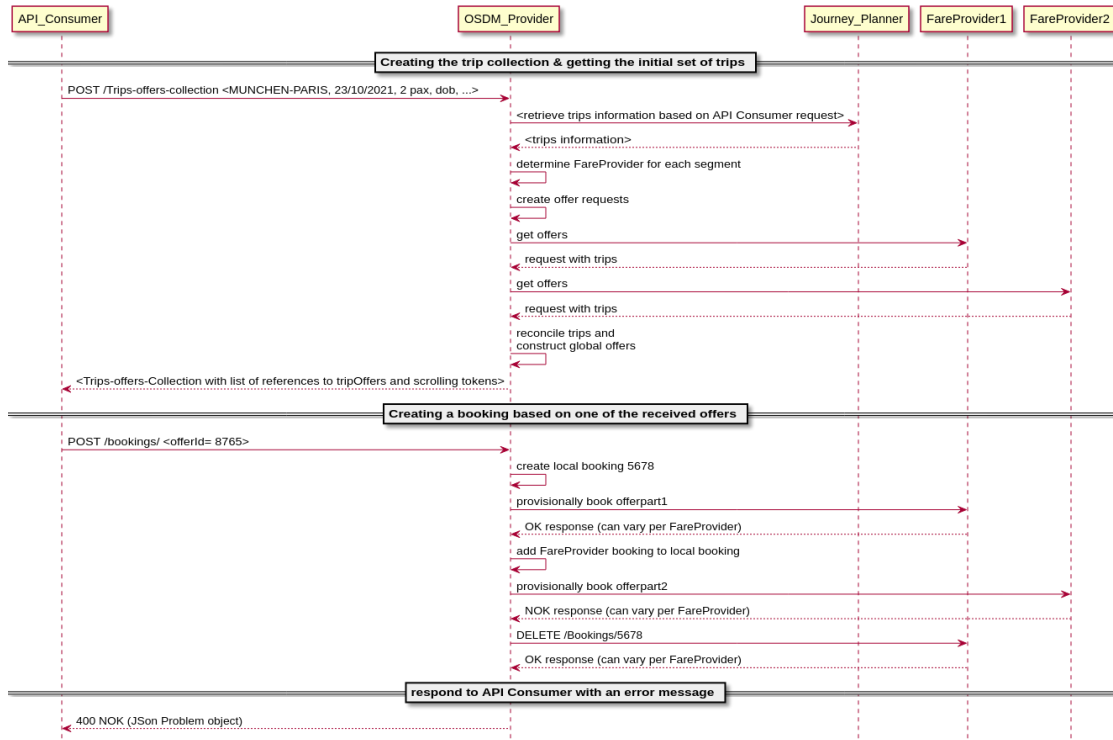 API_Consumer
OSDM_Provider
Journey_Planner
FareProvider1
FareProvider2
Creating the trip collection & getting the initial set of trips
POST /Trips-offers-collection <MUNCHEN-PARIS, 23/10/2021, 2 pax, dob, ...>
<retrieve trips information based on API Consumer request>
<trips information>
determine FareProvider for each segment
create offer requests
get offers
request with trips
get offers
request with trips
reconcile trips and
construct global offers
<Trips-offers-Collection with list of references to tripOffers and scrolling tokens>
Creating a booking based on one of the received offers
POST /bookings/ <offerId= 8765>
create local booking 5678
provisionally book offerpart1
OK response (can vary per FareProvider)
add FareProvider booking to local booking
provisionally book offerpart2
NOK response (can vary per FareProvider)
DELETE /Bookings/5678
OK response (can vary per FareProvider)
respond to API Consumer with an error message
400 NOK (JSon Problem object)